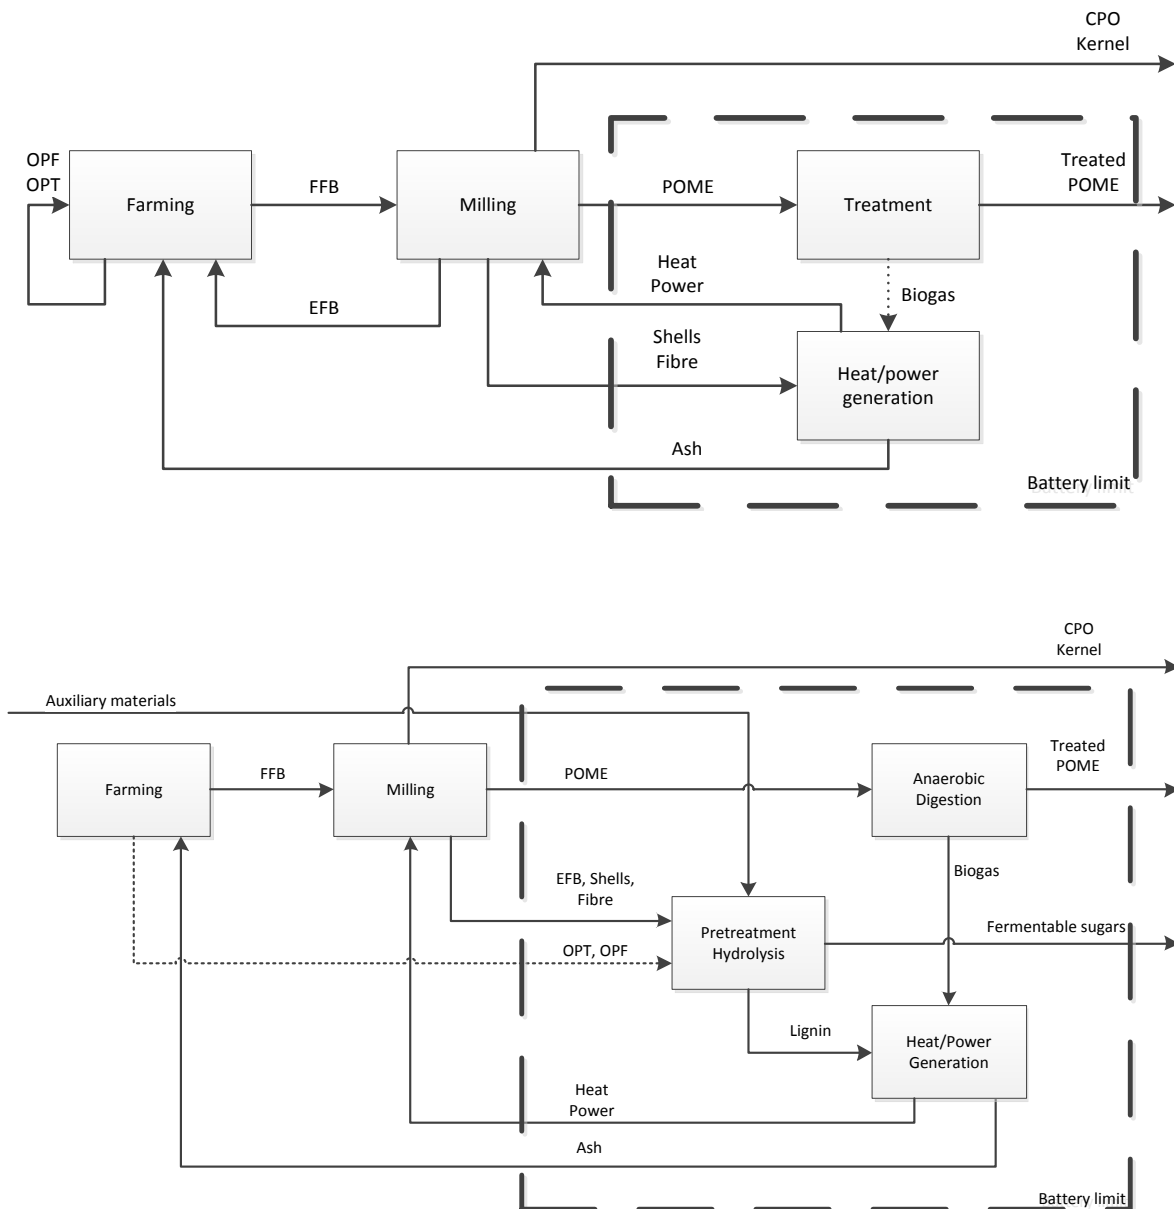 CPO
Kernel
OPF
OPT
Farming
FFB
Milling
POME
Treatment
Treated
POME
Heat
Power
Biogas
EFB
Shells
Fibre
Heat/power
generation
Ash
Battery limit
CPO
Kernel
Auxiliary materials
Farming
FFB
Milling
POME
Anaerobic
Digestion
Treated
POME
Biogas
EFB, Shells,
Fibre
Pretreatment
Hydrolysis
Fermentable sugars
OPT, OPF
Lignin
Heat/Power
Generation
Heat
Power
Ash
Battery limit